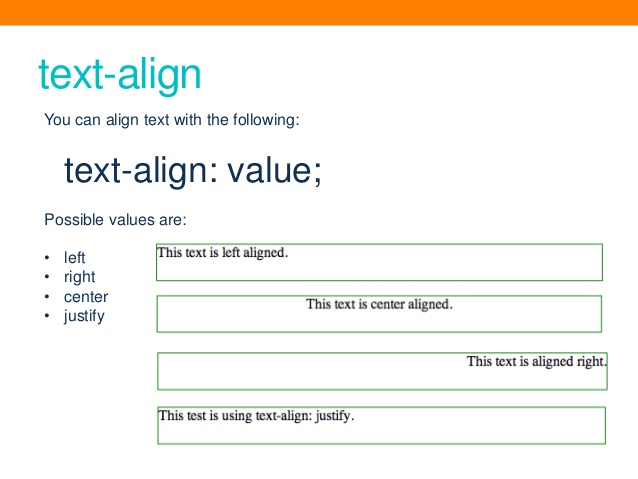 text-align
You can align text with the following:
text-align: value;
Possible values are:
• left
• right
• center
• justify
This text is left aligned.
This text is center aligned.
This text is aligned right.
This test is using text-align: justify.